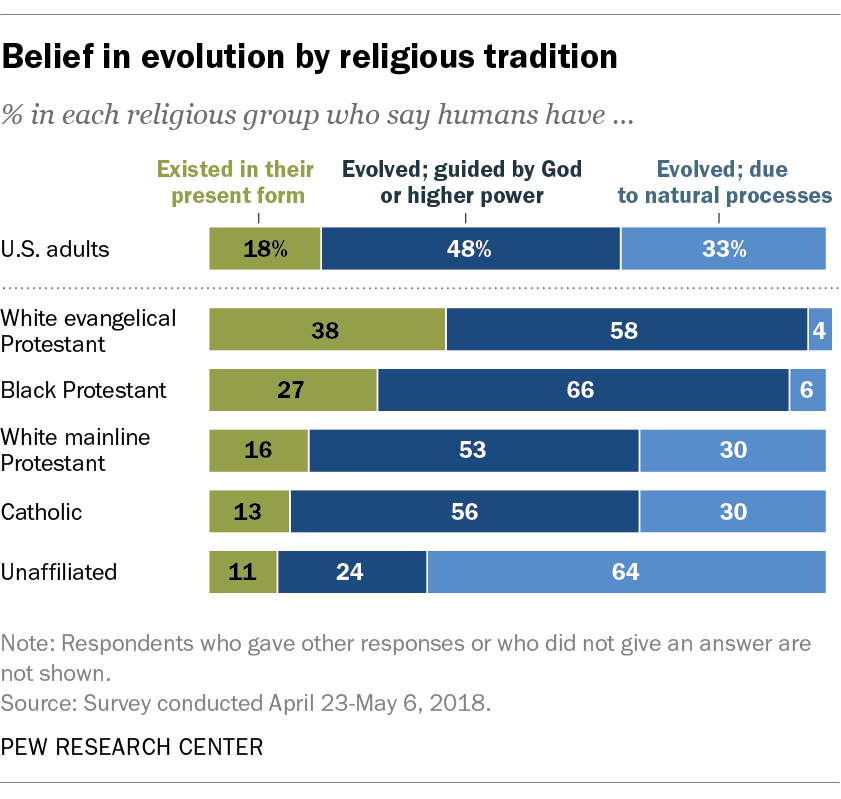 Belief in evolution by religious tradition
% in each religious group who say humans have ...
Existed in their present form
Evolved; guided by God or higher power
Evolved; due to natural processes
U.S. adults 18% 48% 33%
White evangelical Protestant 38 58 4
Black Protestant 27 66 6
White mainline Protestant 16 53 30
Catholic 13 56 30
Unaffiliated 11 24 64
Note: Respondents who gave other responses or who did not give an answer are
not shown.
Source: Survey conducted April 23-May 6, 2018.
PEW RESEARCH CENTER